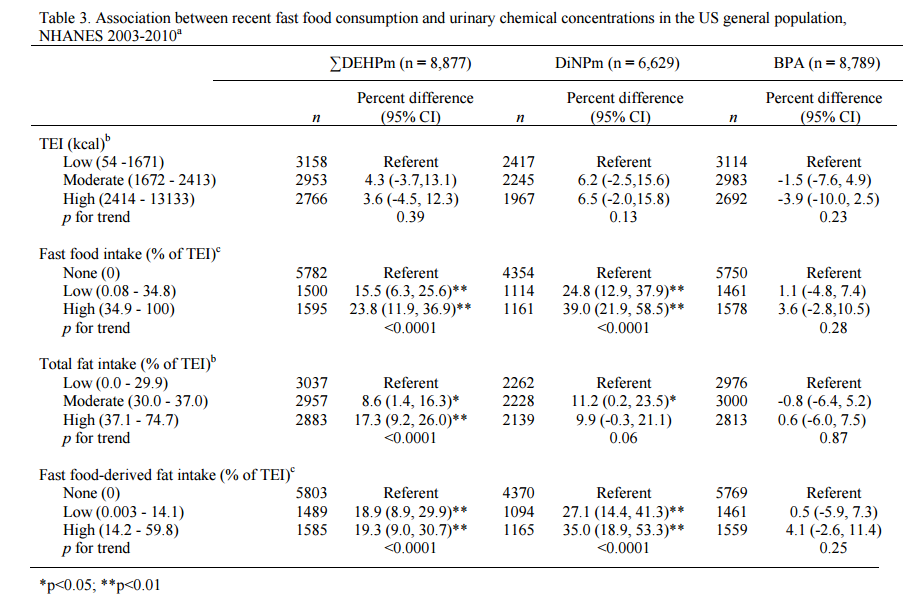 Table 3. Association between recent fast food consumption and urinary chemical concentrations in the US general population,
NHANES 2003-2010a
∑DEHPm (n = 8,877) DiNPm (n = 6,629) BPA (n = 8,789)
Percent difference Percent difference Percent difference
n (95% CI) n (95% CI) n (95% CI)
TEI (kcal)b
Low (54 -1671) 3158 Referent 2417 Referent 3114 Referent
Moderate (1672 - 2413) 2953 4.3 (-3.7,13.1) 2245 6.2 (-2.5,15.6) 2983 -1.5 (-7.6, 4.9)
High (2414 - 13133) 2766 3.6 (-4.5, 12.3) 1967 6.5 (-2.0,15.8) 2692 -3.9 (-10.0, 2.5)
p for trend 0.39 0.13 0.23
Fast food intake (% of TEI)c
None (0) 5782 Referent 4354 Referent 5750 Referent
Low (0.08 - 34.8) 1500 15.5 (6.3, 25.6)** 1114 24.8 (12.9, 37.9)** 1461 1.1 (-4.8, 7.4)
High (34.9 - 100) 1595 23.8 (11.9, 36.9)** 1161 39.0 (21.9, 58.5)** 1578 3.6 (-2.8,10.5)
p for trend <0.0001 <0.0001 0.28
Total fat intake (% of TEI)b
Low (0.0 - 29.9) 3037 Referent 2262 Referent 2976 Referent
Moderate (30.0 - 37.0) 2957 8.6 (1.4, 16.3)* 2228 11.2 (0.2, 23.5)* 3000 -0.8 (-6.4, 5.2)
High (37.1 - 74.7) 2883 17.3 (9.2, 26.0)** 2139 9.9 (-0.3, 21.1) 2813 0.6 (-6.0, 7.5)
p for trend <0.0001 0.06 0.87
Fast food-derived fat intake (% of TEI)c
None (0) 5803 Referent 4370 Referent 5769 Referent
Low (0.003 - 14.1) 1489 18.9 (8.9, 29.9)** 1094 27.1 (14.4, 41.3)** 1461 0.5 (-5.9, 7.3)
High (14.2 - 59.8) 1585 19.3 (9.0, 30.7)** 1165 35.0 (18.9, 53.3)** 1559 4.1 (-2.6, 11.4)
p for trend <0.0001 <0.0001 0.25
*p<0.05; **p<0.01